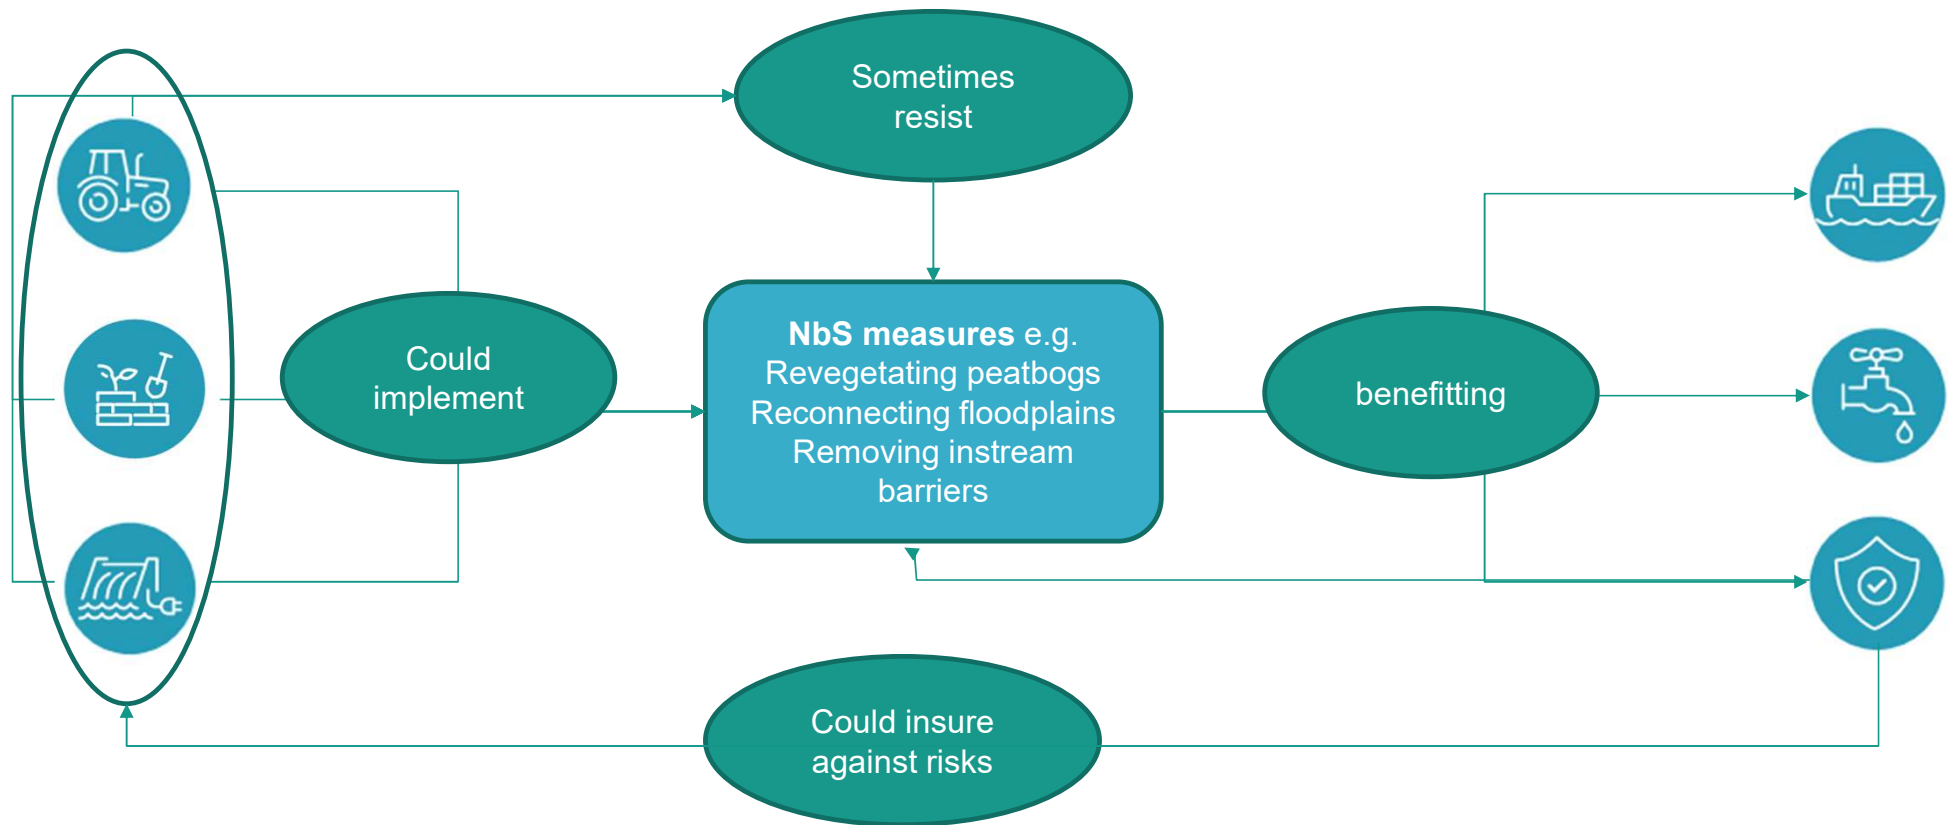 Sometimes
resist
Could
implement
NbS measures e.g.
Revegetating peatbogs
Reconnecting floodplains
Removing instream
barriers
benefitting
Could insure
against risks